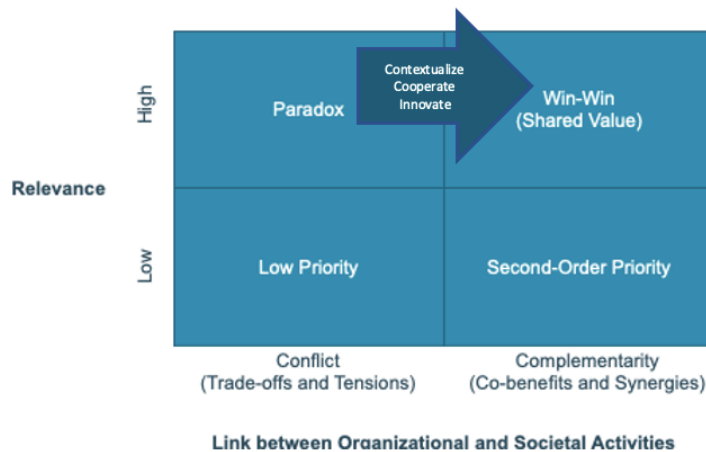 Contextualize
Cooperate
Innovate
High
Paradox
Win-Win
(Shared Value)
Relevance
Low
Low Priority
Second-Order Priority
Conflict
(Trade-offs and Tensions)
Complementarity
(Co-benefits and Synergies)
Link between Organizational and Societal Activities